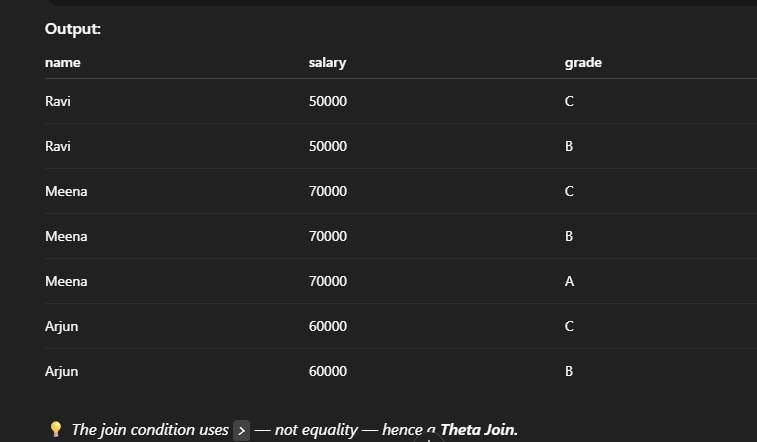 Output:
name salary grade
Ravi 50000 C
Ravi 50000 B
Meena 70000 C
Meena 70000 B
Meena 70000 A
Arjun 60000 C
Arjun 60000 B
💡 The join condition uses > — not equality — hence a Theta Join.